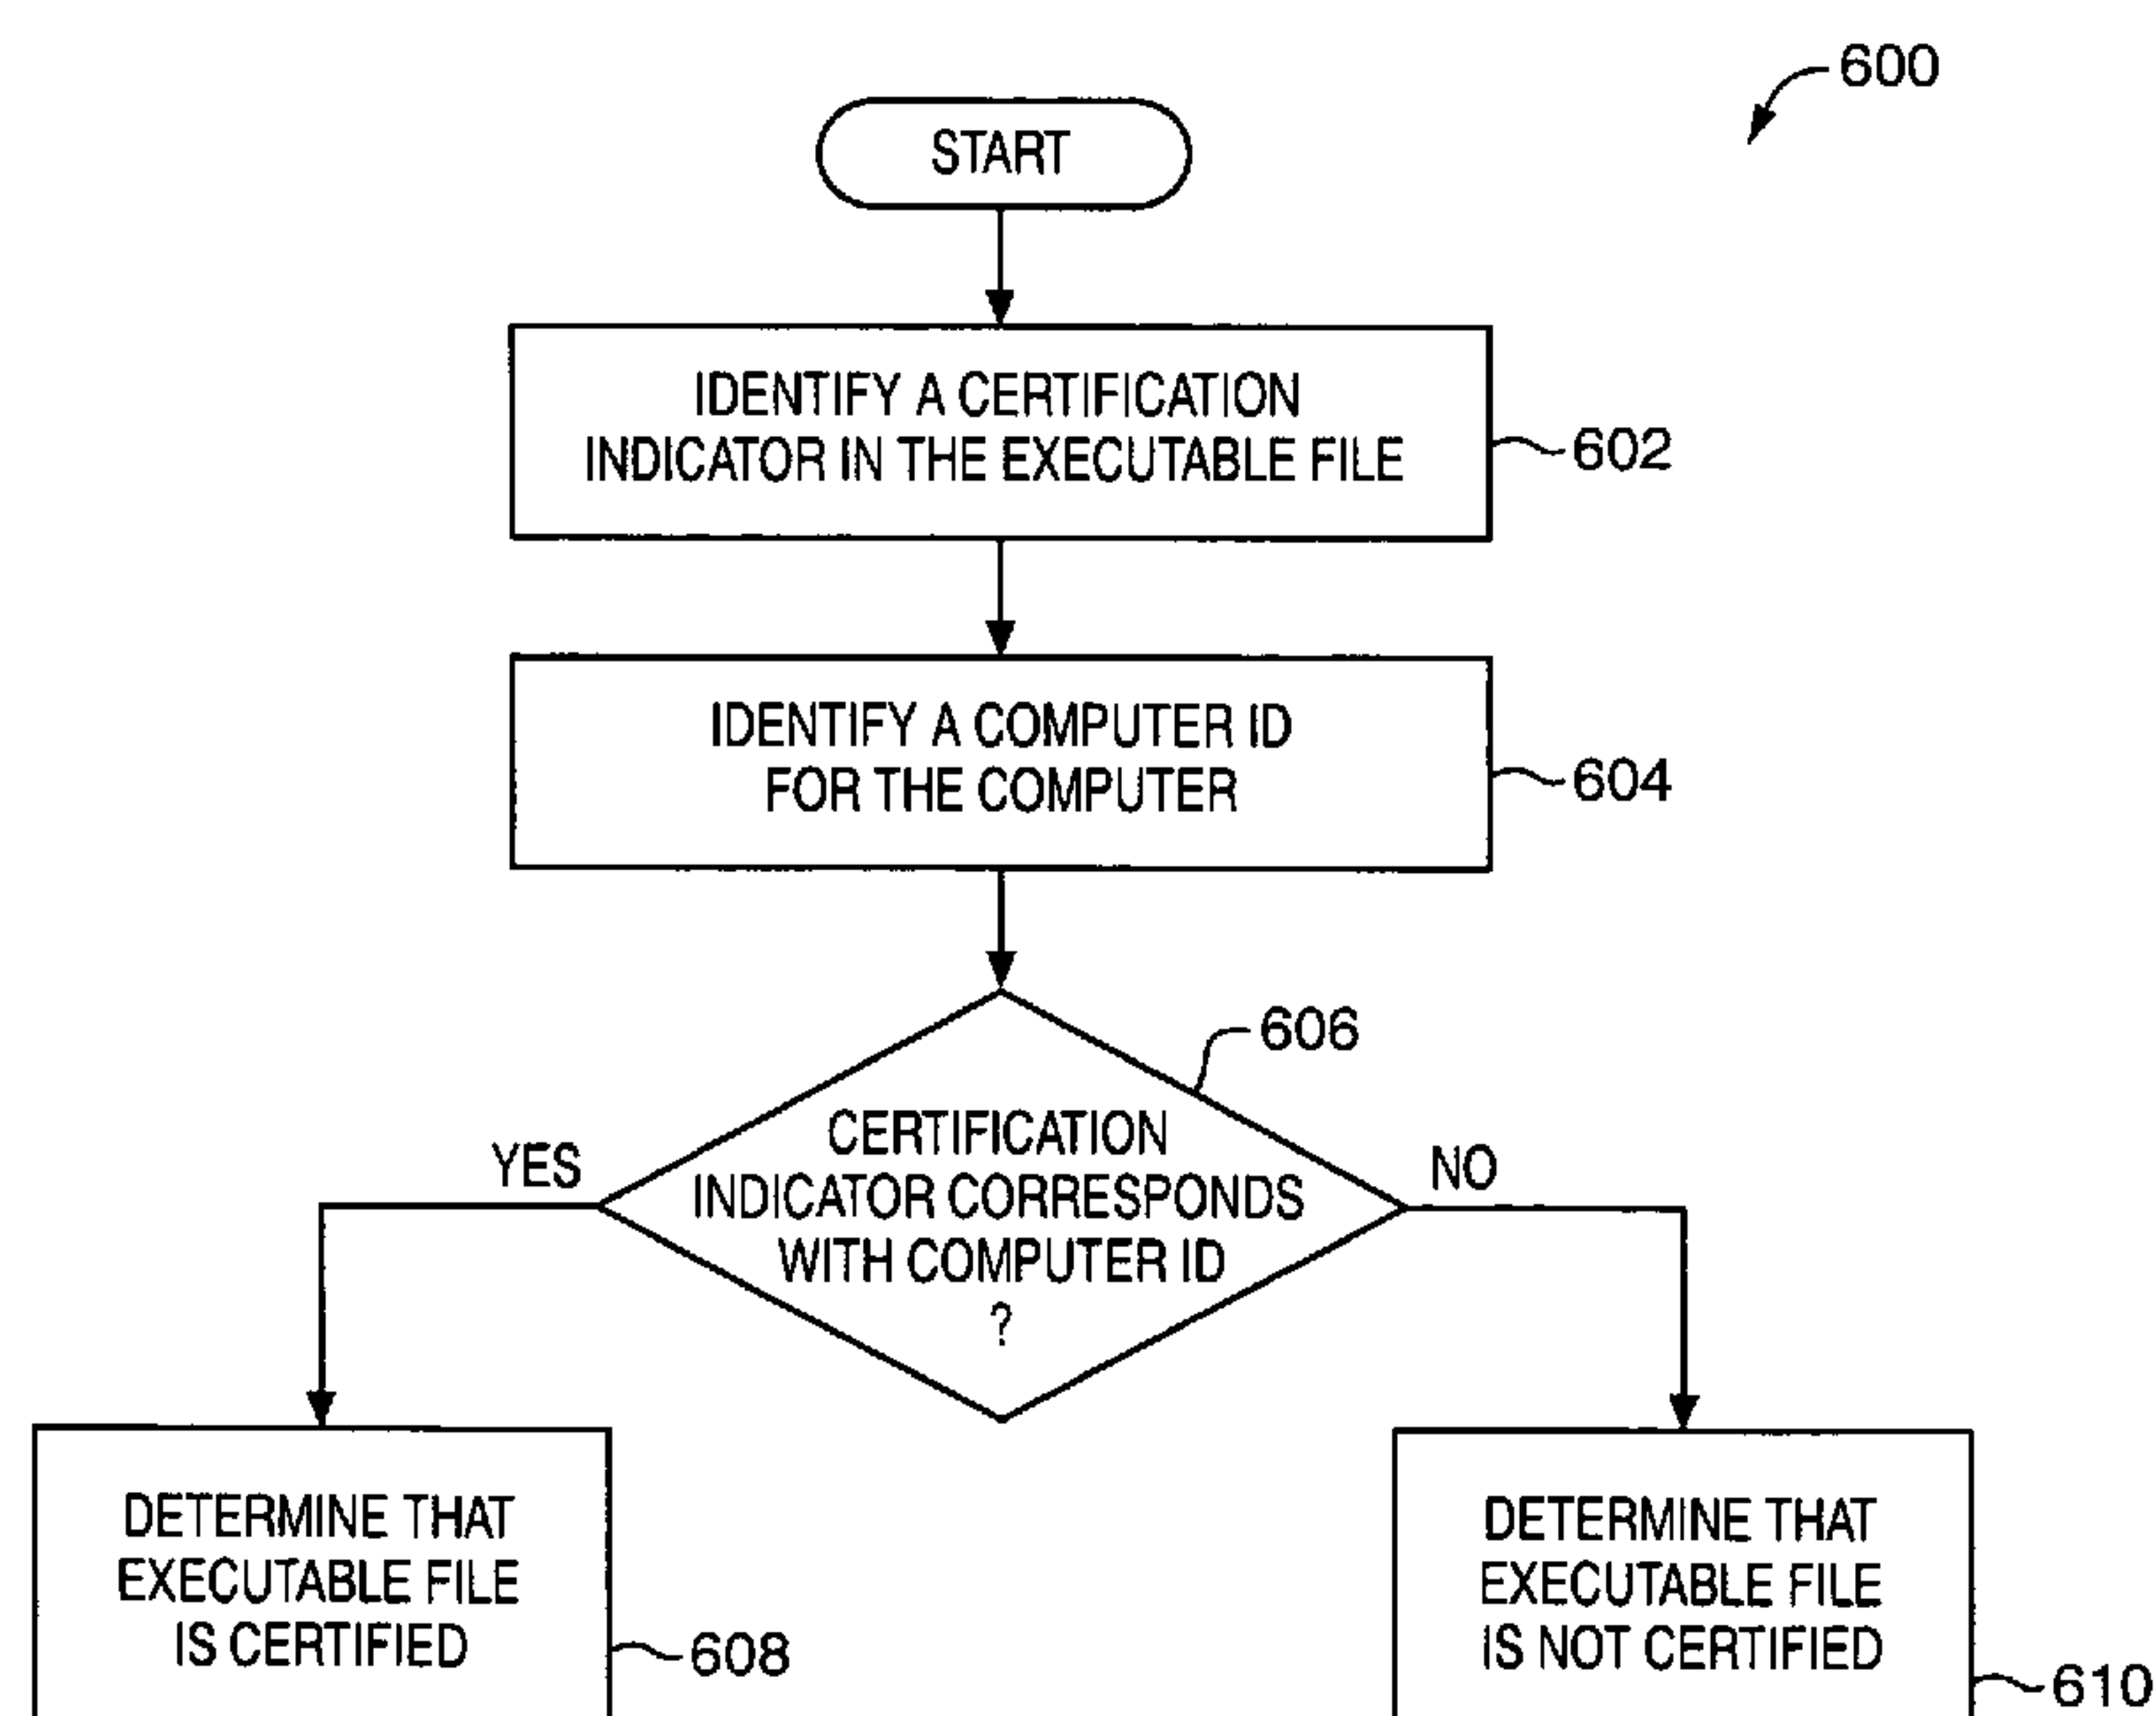 600
START
IDENTIFY A CERTIFICATION
INDICATOR IN THE EXECUTABLE FILE
602
IDENTIFY A COMPUTER ID
FOR THE COMPUTER
604
606
CERTIFICATION
INDICATOR CORRESPONDS
WITH COMPUTER ID
?
YES
NO
DETERMINE THAT
EXECUTABLE FILE
IS CERTIFIED
608
DETERMINE THAT
EXECUTABLE FILE
IS NOT CERTIFIED
610